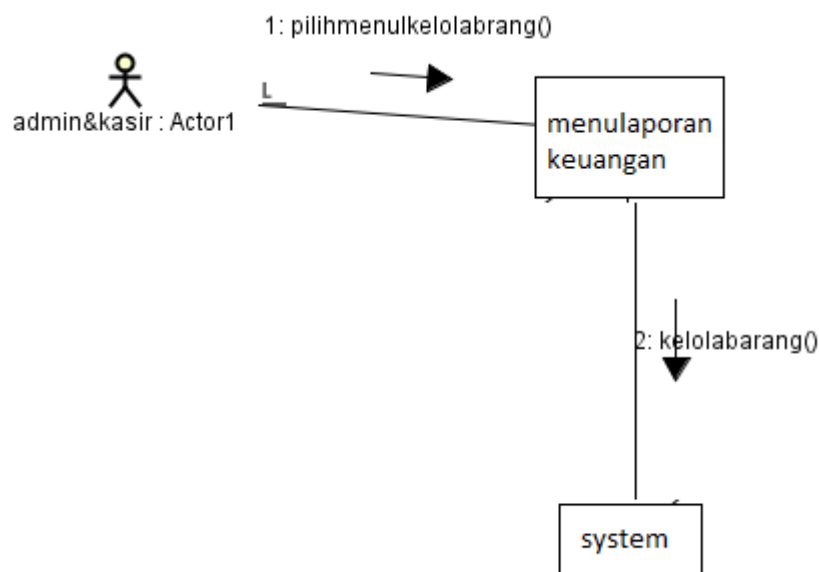 1: pilihmenulkelolabrang()
L
admin&kasir : Actor1
menulaporan
keuangan
2: kelolabarang()
system